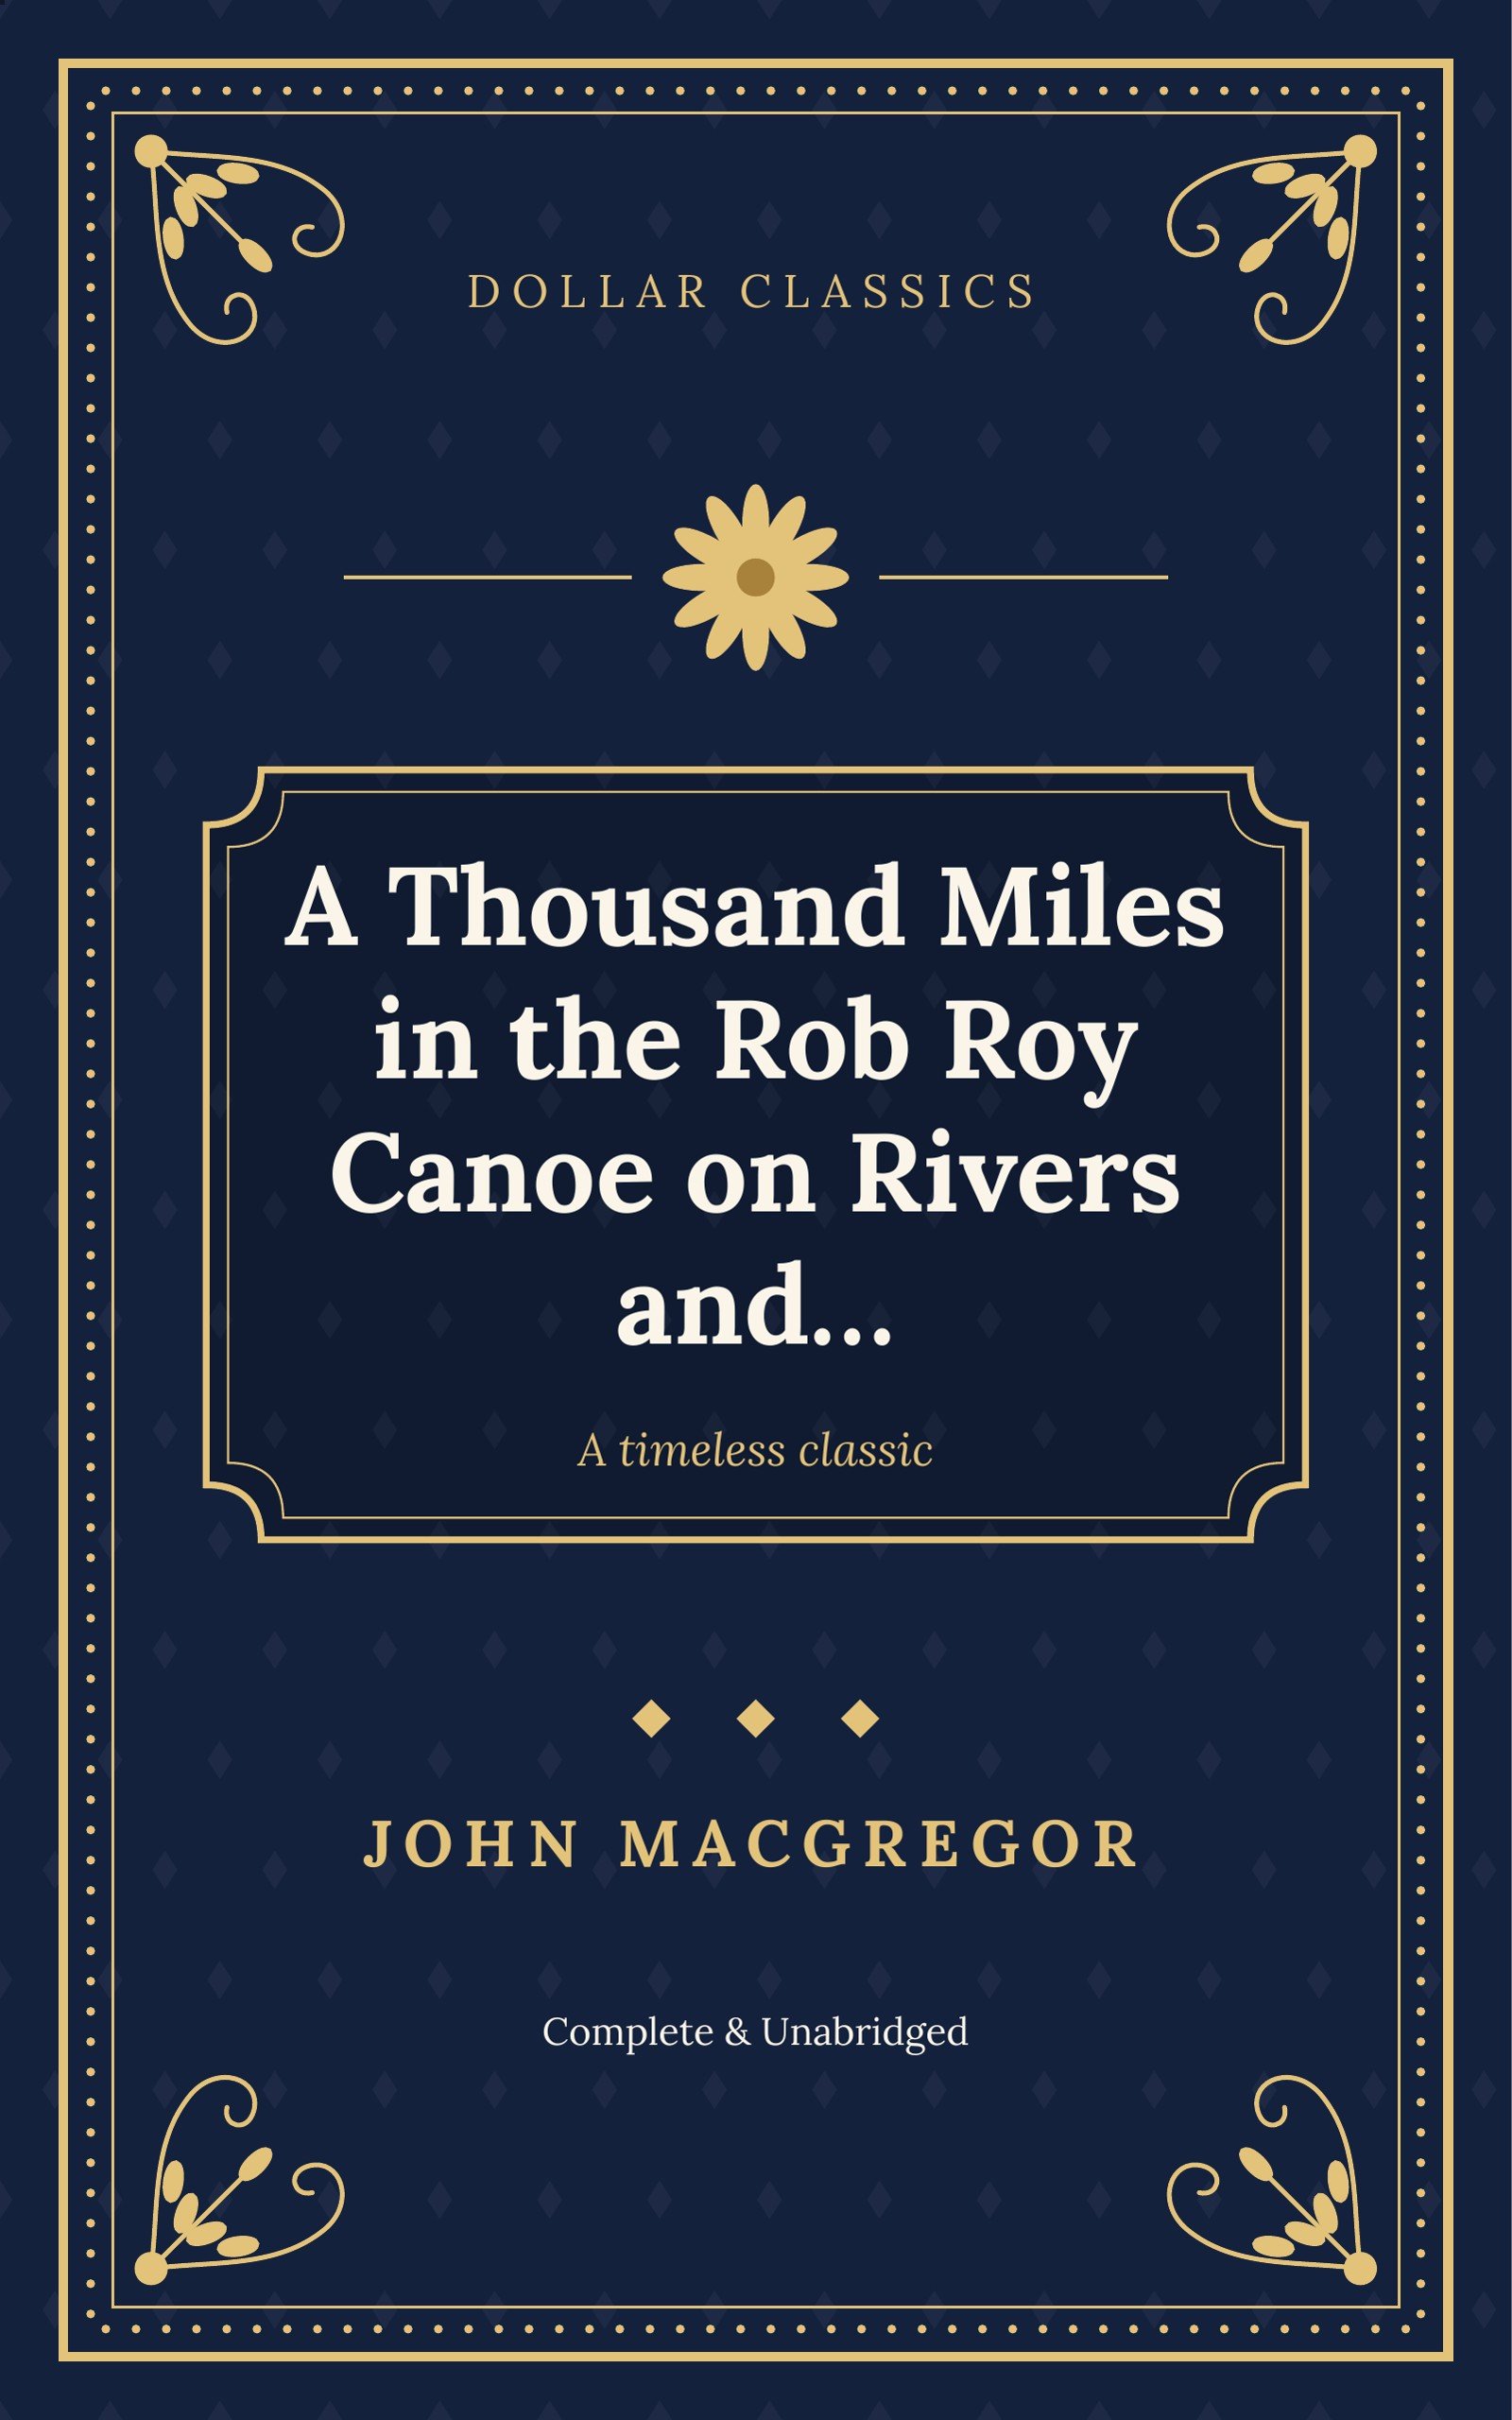 DOLLAR CLASSICS
A Thousand Miles
in the Rob Roy
Canoe on Rivers
and...
A timeless classic
JOHN MACGREGOR
Complete & Unabridged